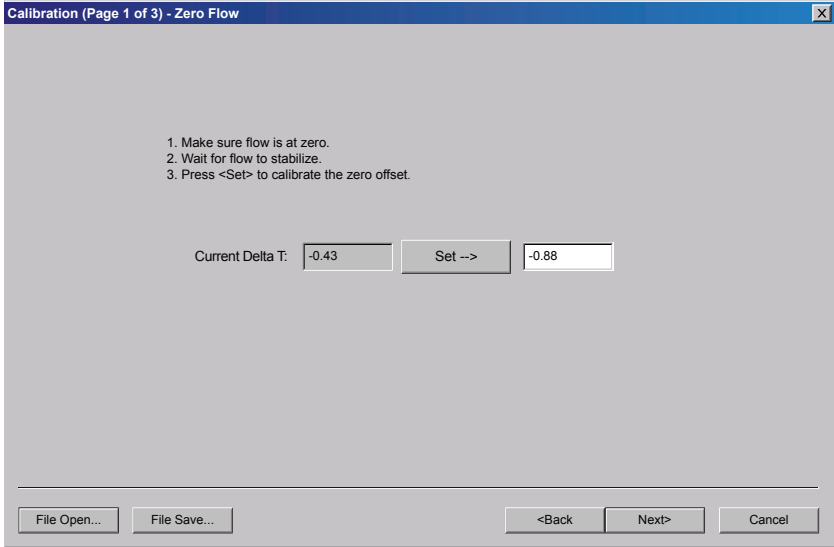 Calibration (Page 1 of 3) - Zero Flow
X
1. Make sure flow is at zero.
2. Wait for flow to stabilize.
3. Press <Set> to calibrate the zero offset.
Current Delta T: -0.43 Set --> -0.88
File Open... File Save... <Back Next> Cancel